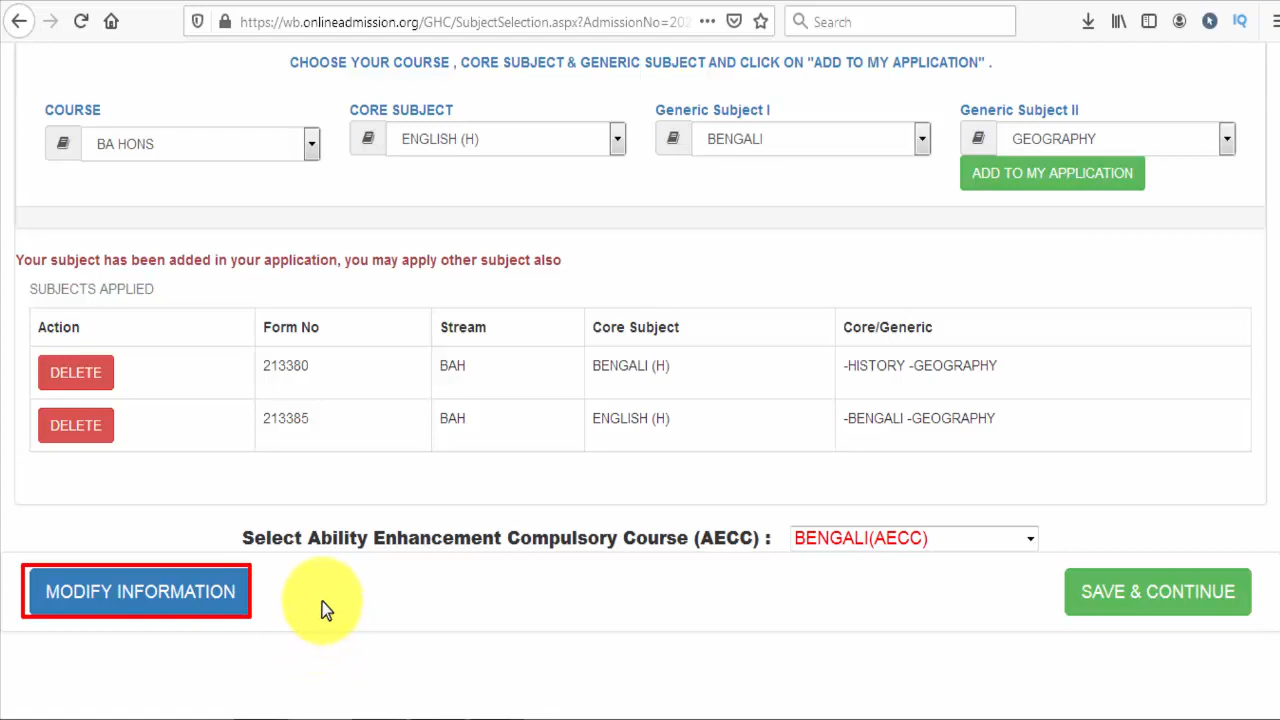 https://wb.onlineadmission.org/GHC/SubjectSelection.aspx?AdmissionNo=202
Search
CHOOSE YOUR COURSE , CORE SUBJECT & GENERIC SUBJECT AND CLICK ON "ADD TO MY APPLICATION" .
COURSE CORE SUBJECT Generic Subject I Generic Subject II
BA HONS ENGLISH (H) BENGALI GEOGRAPHY
ADD TO MY APPLICATION
Your subject has been added in your application, you may apply other subject also
SUBJECTS APPLIED
Action Form No Stream Core Subject Core/Generic
DELETE 213380 BAH BENGALI (H) -HISTORY -GEOGRAPHY
DELETE 213385 BAH ENGLISH (H) -BENGALI -GEOGRAPHY
Select Ability Enhancement Compulsory Course (AECC) : BENGALI(AECC)
MODIFY INFORMATION SAVE & CONTINUE